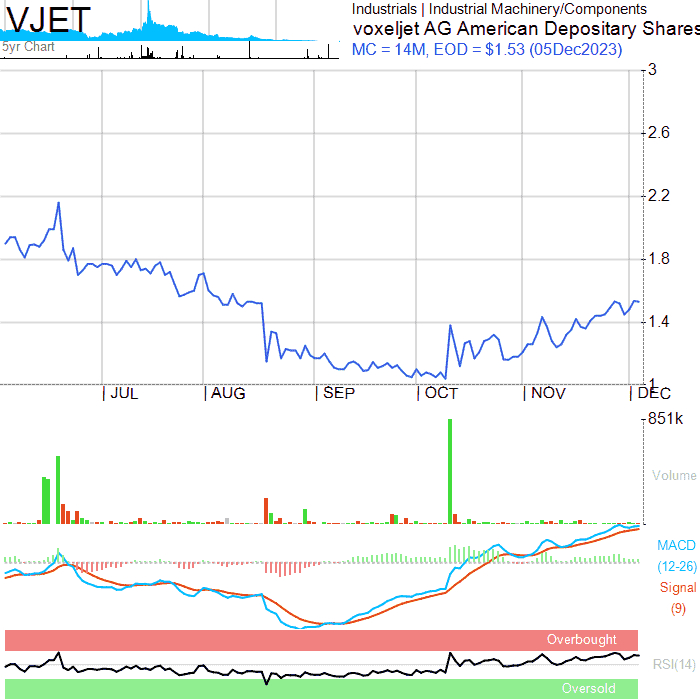 VJET
5yr Chart
Industrials | Industrial Machinery/Components
voxeljet AG American Depositary Shares
MC = 14M, EOD = $1.53 (05Dec2023)
3
2.6
2.2
1.8
1.4
1
JUL AUG SEP OCT NOV DEC
851k
Volume
MACD
(12-26)
Signal
(9)
Overbought
RSI(14)
Oversold